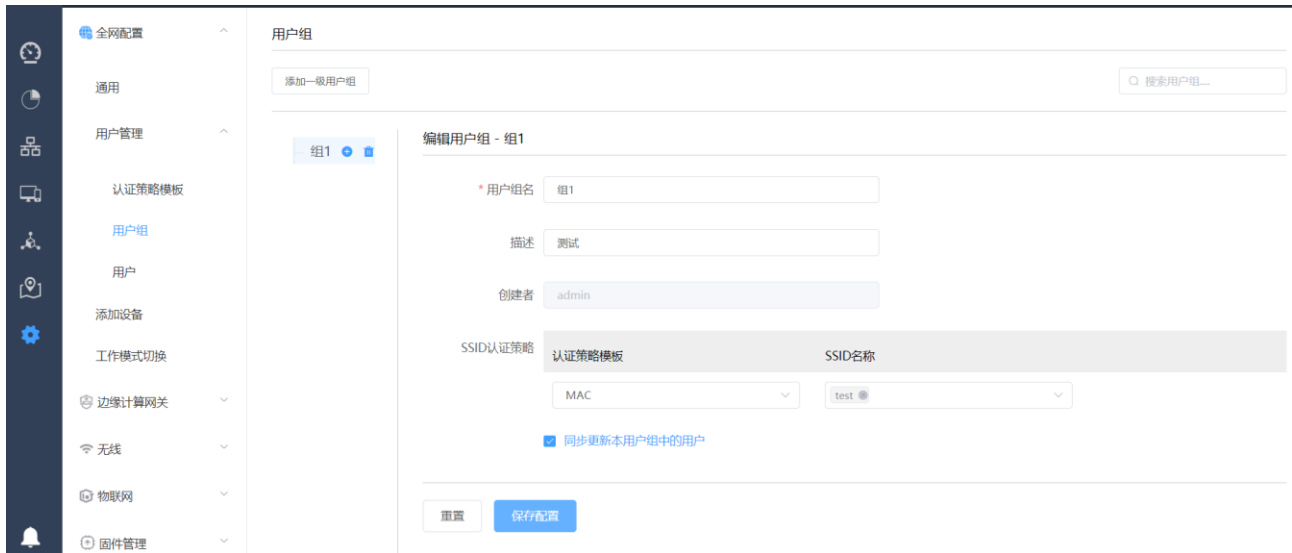 全网配置
通用
用户管理
认证策略模板
用户组
用户
添加设备
工作模式切换
边缘计算网关
无线
物联网
固件管理
用户组
添加一级用户组
搜索用户组....
组1
编辑用户组 - 组1
* 用户组名 组1
描述 测试
创建者 admin
SSID认证策略 认证策略模板 SSID名称
MAC test
同步更新本用户组中的用户
重置 保存配置